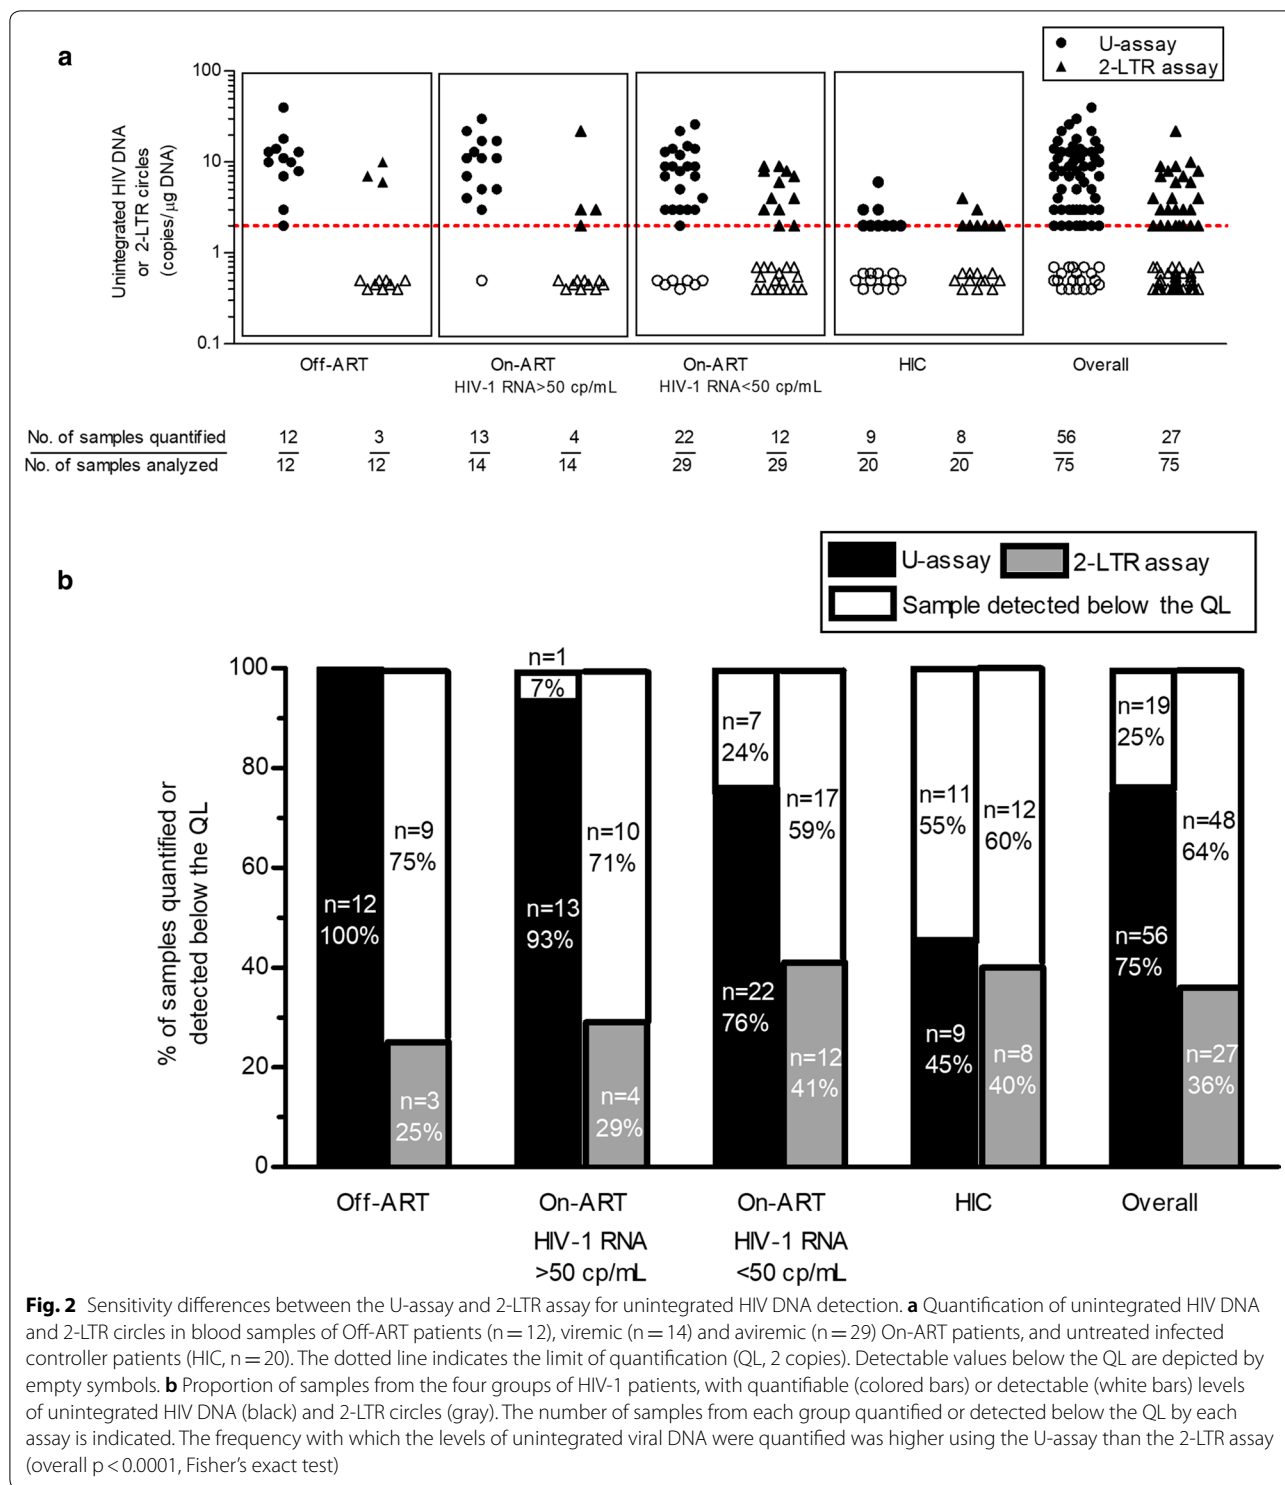 a
U-assay
2-LTR assay
Unintegrated HIV DNA
or 2-LTR circles
(copies/µg DNA)
100
10
1
0.1
Off-ART
On-ART
HIV-1 RNA>50 cp/mL
On-ART
HIV-1 RNA<50 cp/mL
HIC
Overall
No. of samples quantified 12 3 13 4 22 12 9 8 56 27
No. of samples analyzed 12 12 14 14 29 29 20 20 75 75
b
U-assay 2-LTR assay
Sample detected below the QL
% of samples quantified or
detected below the QL
100
80
60
40
20
0
n=12
100%
n=9
75%
n=3
25%
n=1
7%
n=13
93%
n=10
71%
n=4
29%
n=7
24%
n=22
76%
n=17
59%
n=12
41%
n=11
55%
n=9
45%
n=12
60%
n=8
40%
n=19
25%
n=56
75%
n=48
64%
n=27
36%
Off-ART
On-ART
HIV-1 RNA
>50 cp/mL
On-ART
HIV-1 RNA
<50 cp/mL
HIC
Overall
Fig. 2 Sensitivity differences between the U-assay and 2-LTR assay for unintegrated HIV DNA detection. a Quantification of unintegrated HIV DNA
and 2-LTR circles in blood samples of Off-ART patients (n = 12), viremic (n = 14) and aviremic (n = 29) On-ART patients, and untreated infected
controller patients (HIC, n = 20). The dotted line indicates the limit of quantification (QL, 2 copies). Detectable values below the QL are depicted by
empty symbols. b Proportion of samples from the four groups of HIV-1 patients, with quantifiable (colored bars) or detectable (white bars) levels
of unintegrated HIV DNA (black) and 2-LTR circles (gray). The number of samples from each group quantified or detected below the QL by each
assay is indicated. The frequency with which the levels of unintegrated viral DNA were quantified was higher using the U-assay than the 2-LTR assay
(overall p < 0.0001, Fisher's exact test)